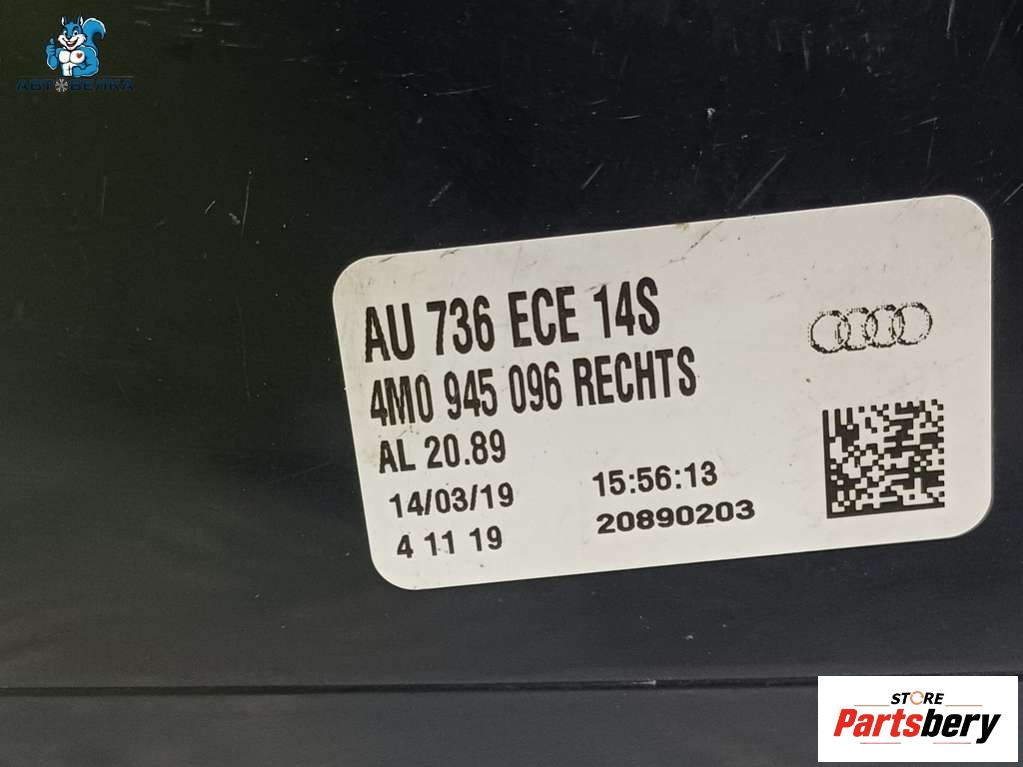 АВТОБЕЛКА
AU 736 ECE 14S
4M0 945 096 RECHTS
AL 20.89
14/03/19 15:56:13
4 11 19 20890203
STORE
Partsbery